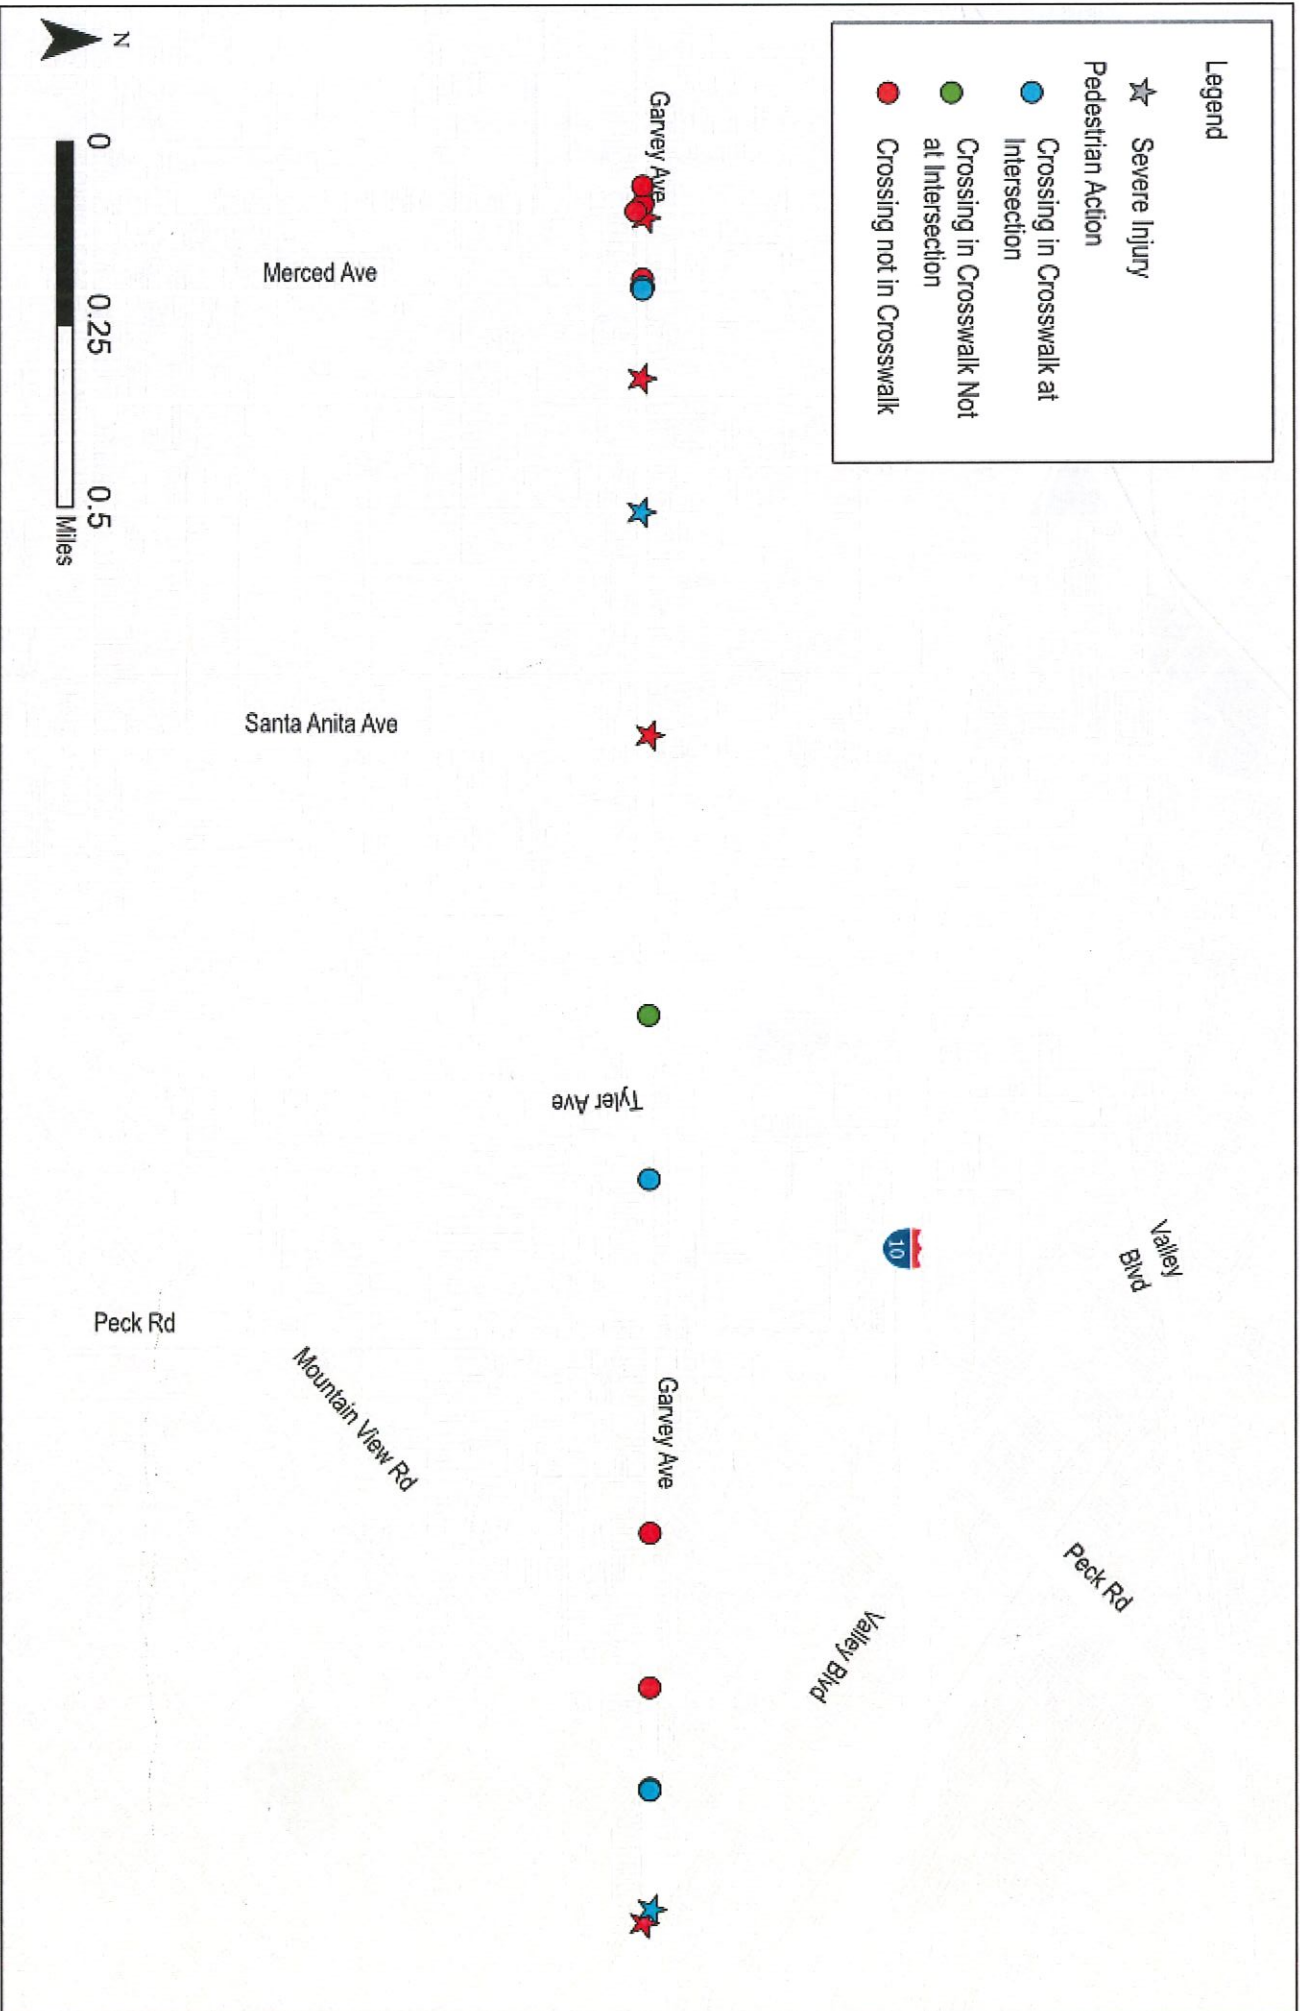 Legend
Severe Injury
Pedestrian Action
Crossing in Crosswalk at
Intersection
Crossing in Crosswalk Not
at Intersection
Crossing not in Crosswalk
Valley
Blvd
Peck Rd
10
Valley Blvd
Garvey Ave
Garvey Ave
Tyler Ave
Merced Ave
Santa Anita Ave
Mountain View Rd
Peck Rd
N
0
0.25
0.5
Miles